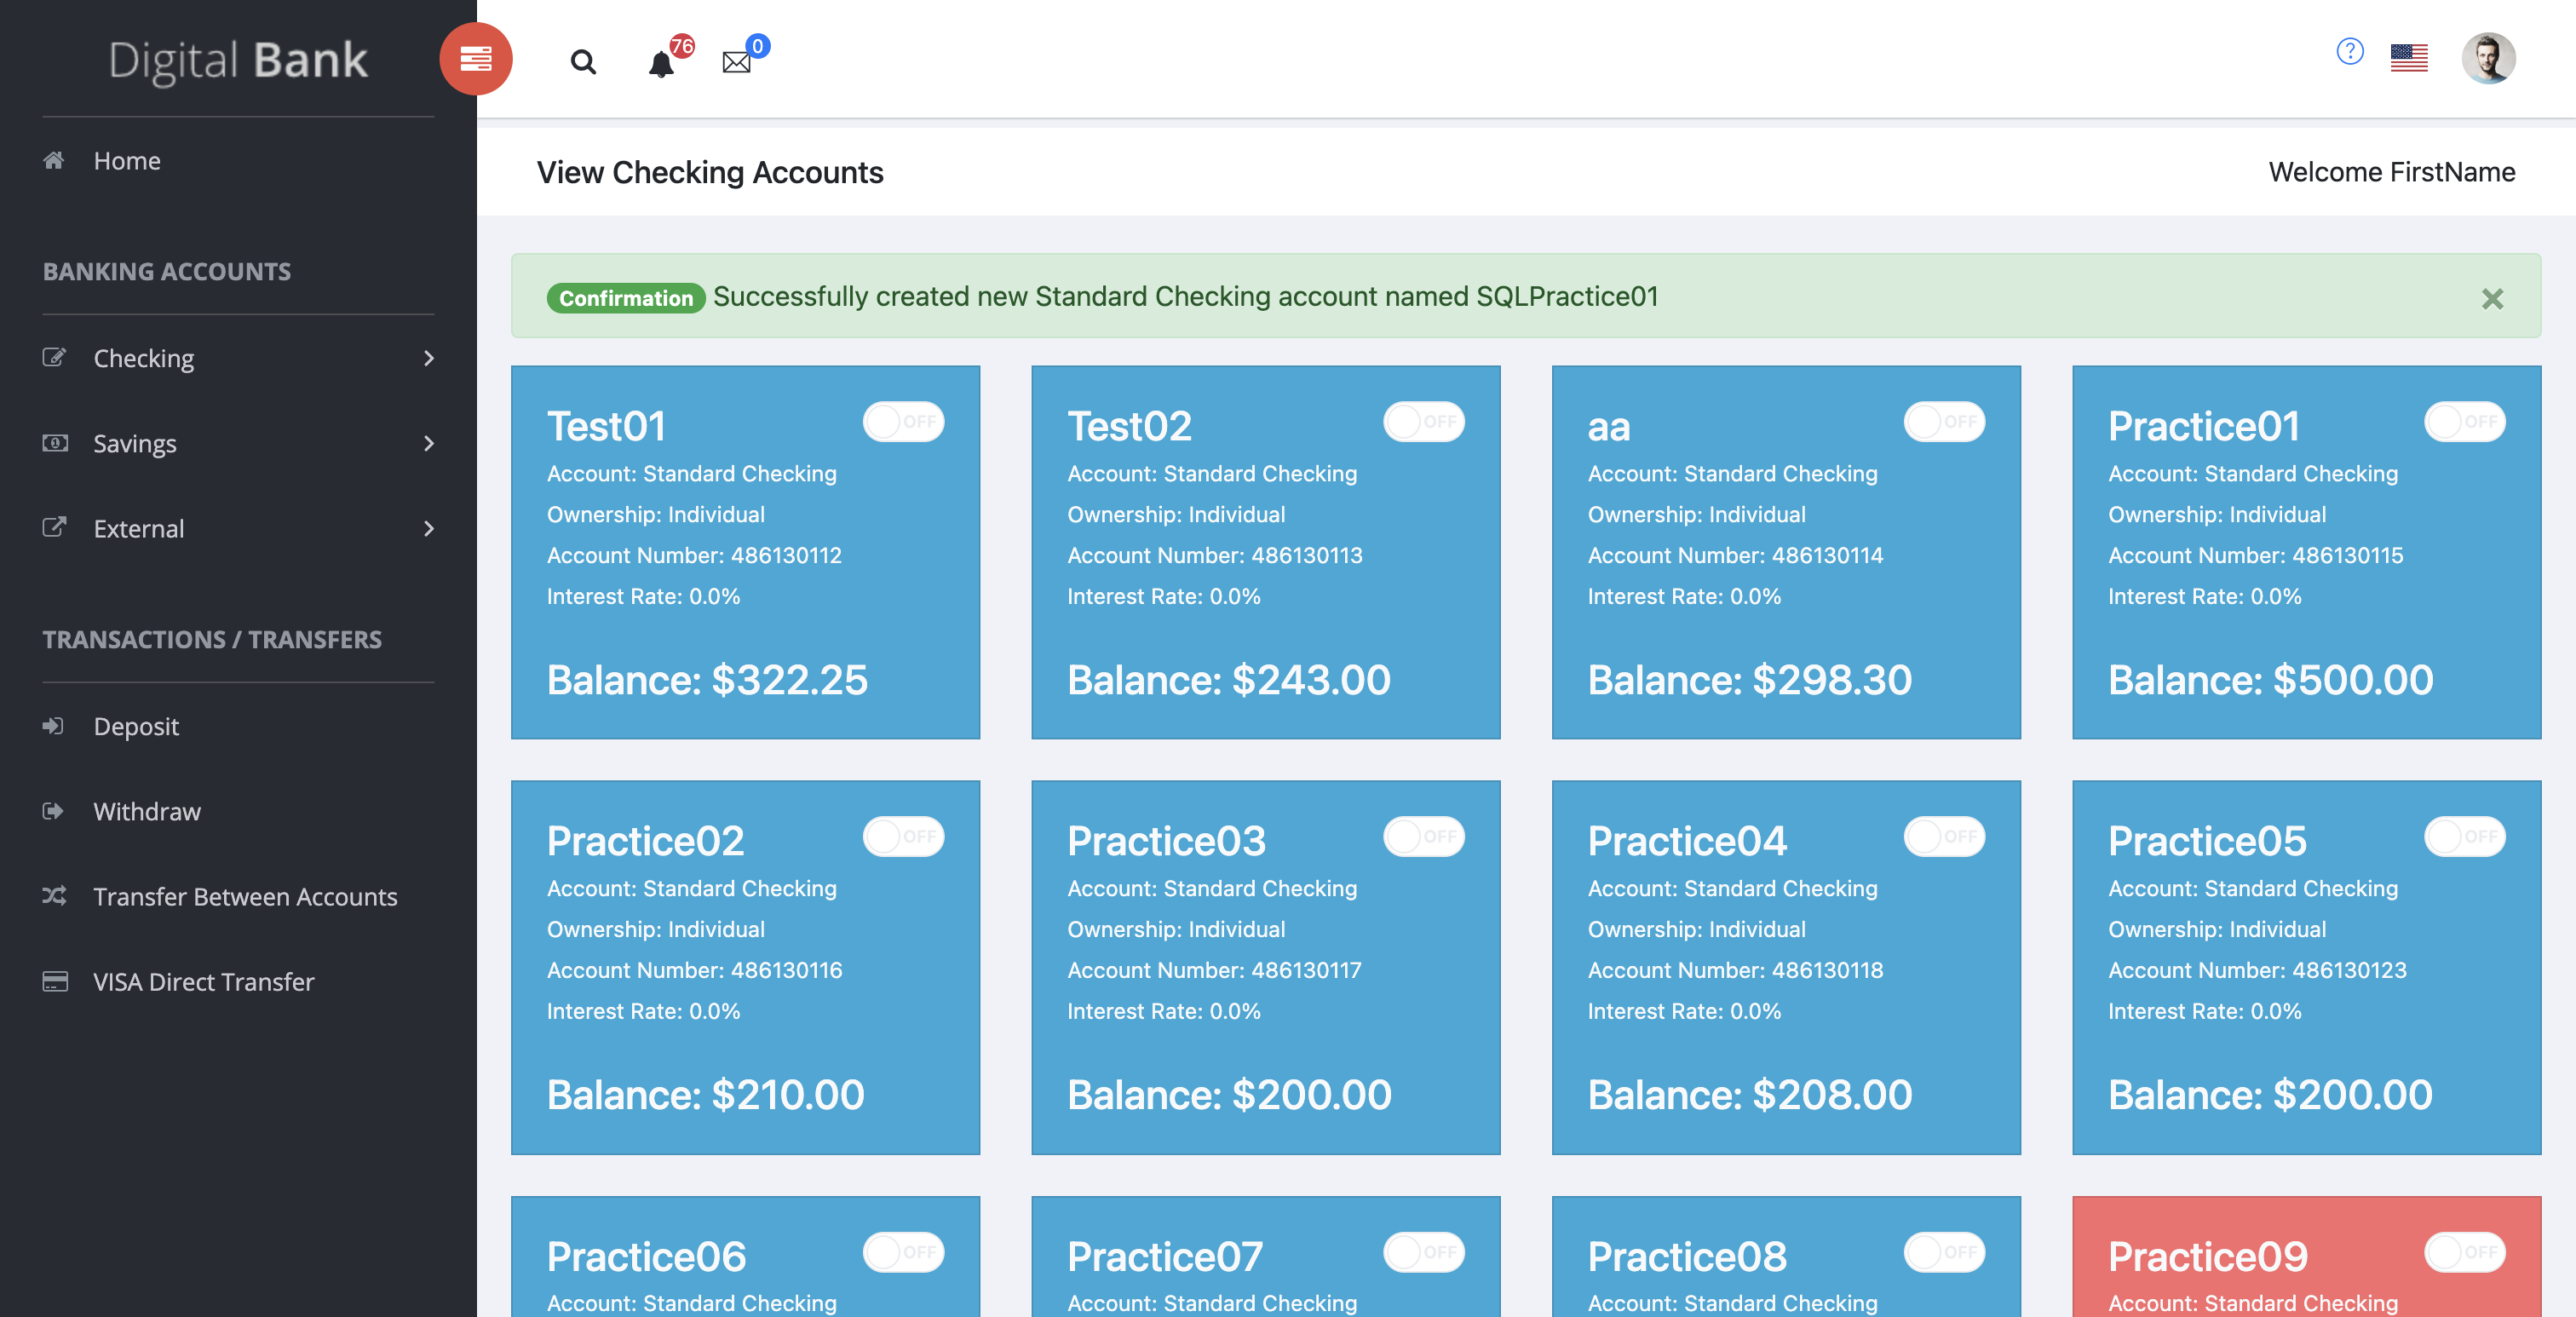 Digital Bank
76
0
?
Home
BANKING ACCOUNTS
Checking
Savings
External
TRANSACTIONS / TRANSFERS
Deposit
Withdraw
Transfer Between Accounts
VISA Direct Transfer
View Checking Accounts
Welcome FirstName
Confirmation Successfully created new Standard Checking account named SQLPractice01
Test01
OFF
Account: Standard Checking
Ownership: Individual
Account Number: 486130112
Interest Rate: 0.0%
Balance: $322.25
Test02
OFF
Account: Standard Checking
Ownership: Individual
Account Number: 486130113
Interest Rate: 0.0%
Balance: $243.00
aa
OFF
Account: Standard Checking
Ownership: Individual
Account Number: 486130114
Interest Rate: 0.0%
Balance: $298.30
Practice01
OFF
Account: Standard Checking
Ownership: Individual
Account Number: 486130115
Interest Rate: 0.0%
Balance: $500.00
Practice02
OFF
Account: Standard Checking
Ownership: Individual
Account Number: 486130116
Interest Rate: 0.0%
Balance: $210.00
Practice03
OFF
Account: Standard Checking
Ownership: Individual
Account Number: 486130117
Interest Rate: 0.0%
Balance: $200.00
Practice04
OFF
Account: Standard Checking
Ownership: Individual
Account Number: 486130118
Interest Rate: 0.0%
Balance: $208.00
Practice05
OFF
Account: Standard Checking
Ownership: Individual
Account Number: 486130123
Interest Rate: 0.0%
Balance: $200.00
Practice06
OFF
Account: Standard Checking
Practice07
OFF
Account: Standard Checking
Practice08
OFF
Account: Standard Checking
Practice09
OFF
Account: Standard Checking